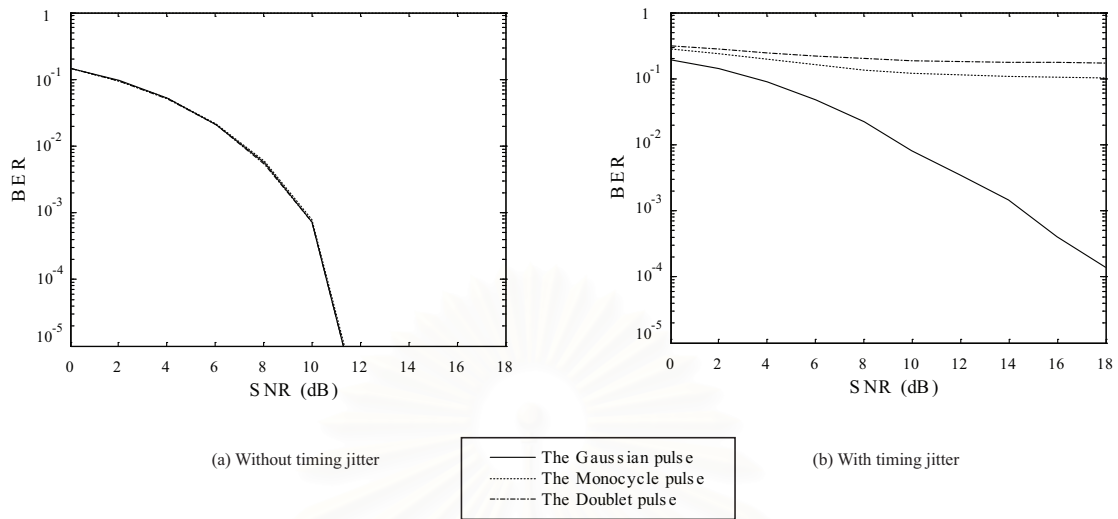 1
10-1
10-2
10-3
10-4
10-5
BER
0 2 4 6 8 10 12 14 16 18
SNR (dB)
(a) Without timing jitter
1
10-1
10-2
10-3
10-4
10-5
BER
0 2 4 6 8 10 12 14 16 18
SNR (dB)
(b) With timing jitter
The Gaussian pulse
The Monocycle pulse
The Doublet pulse